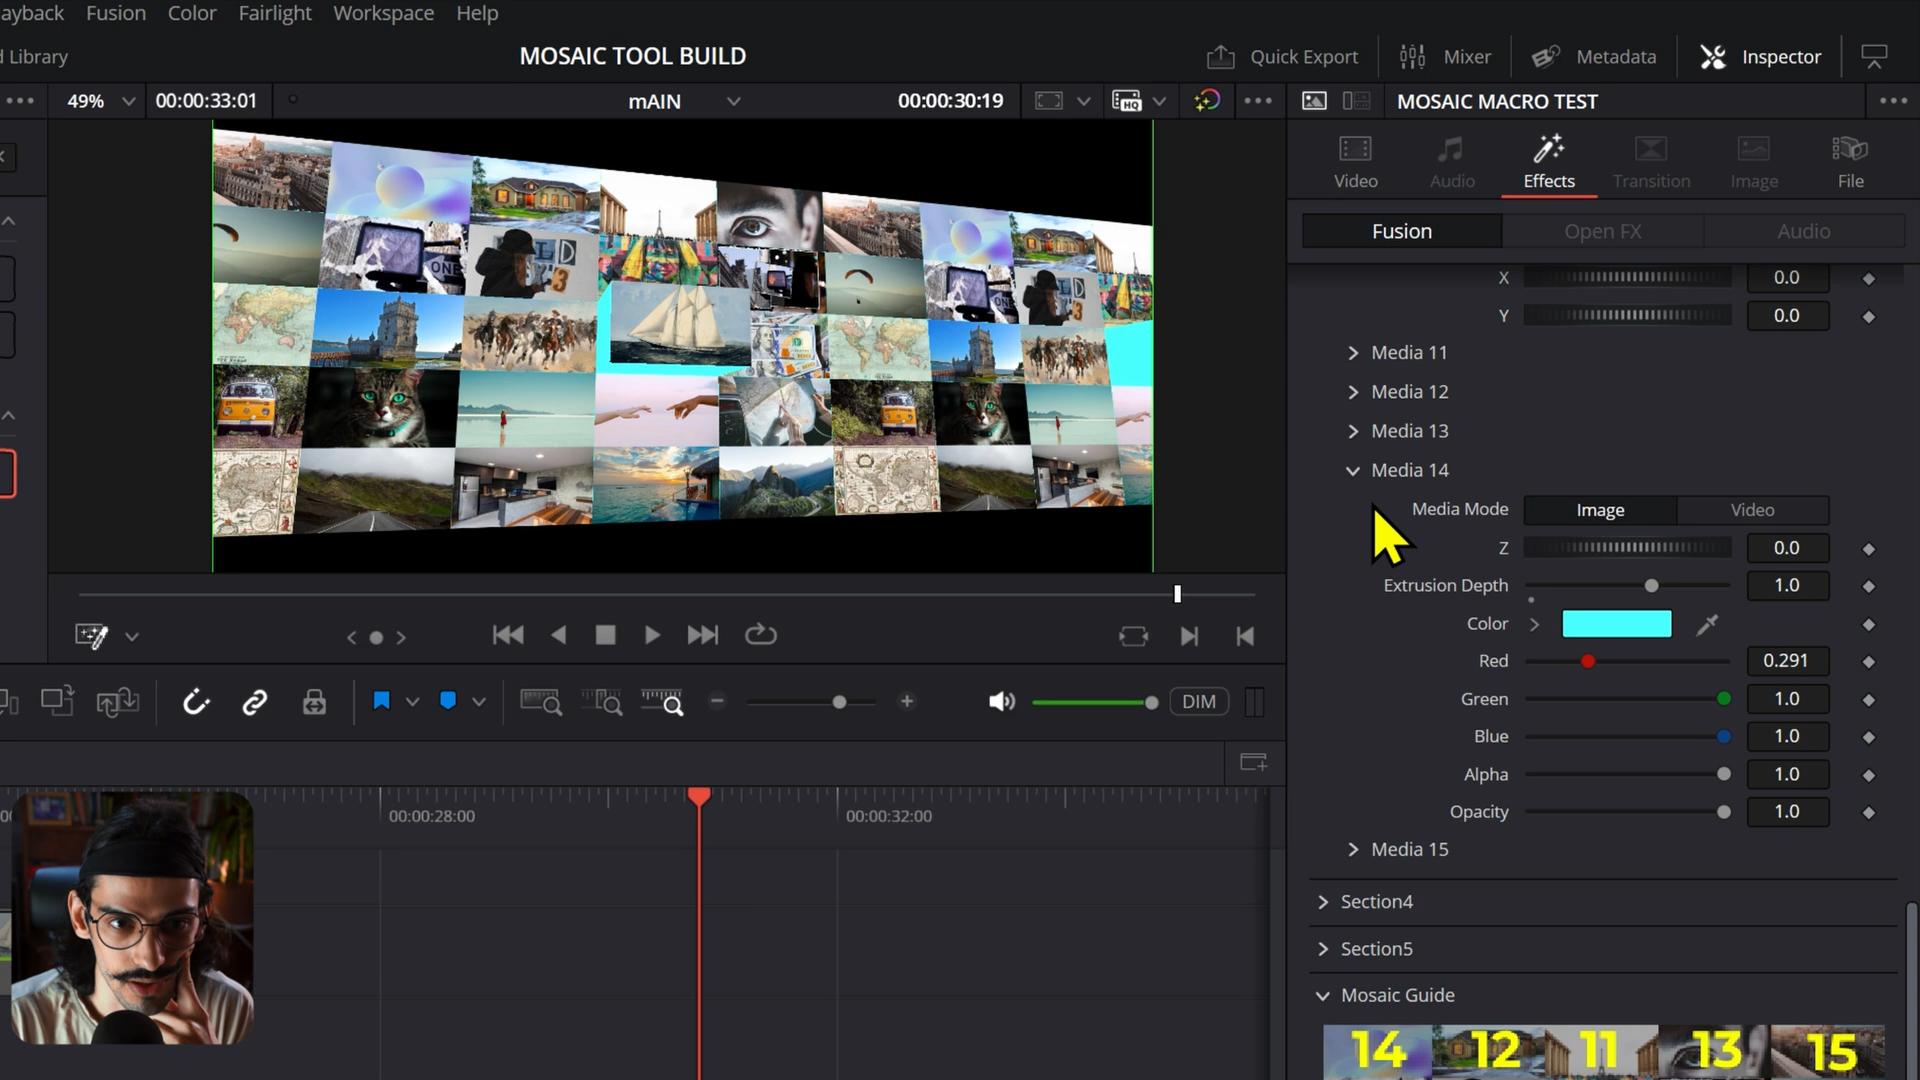 ayback Fusion Color Fairlight Workspace Help
d Library
MOSAIC TOOL BUILD
Quick Export
Mixer
Metadata
Inspector
49%
00:00:33:01
mAIN
00:00:30:19
HQ
MOSAIC MACRO TEST
Video
Audio
Effects
Transition
Image
File
Fusion
Open FX
Audio
X 0.0
Y 0.0
Media 11
Media 12
Media 13
Media 14
Media Mode Image Video
Z 0.0
Extrusion Depth 1.0
Color
Red 0.291
Green 1.0
Blue 1.0
Alpha 1.0
Opacity 1.0
Media 15
Section4
Section5
Mosaic Guide
14 12 11 13 15
DIM
00:00:28:00
00:00:32:00
ONE